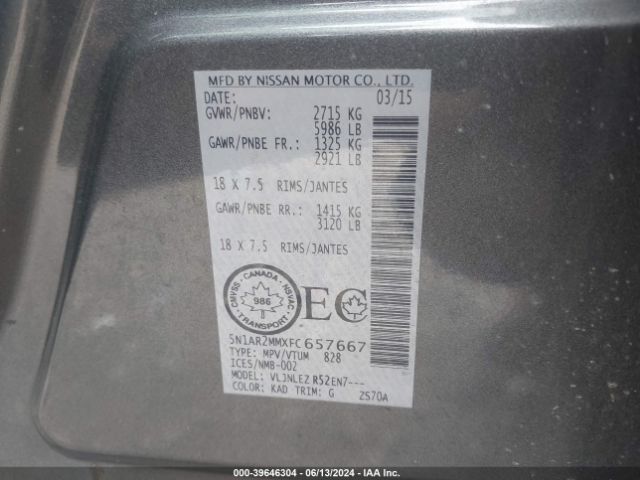 MFD BY NISSAN MOTOR CO., LTD.
DATE: 03/15
GVWR/PNBV: 2715 KG
5986 LB
GAWR/PNBE FR.: 1325 KG
2921 LB
18 X 7.5 RIMS/JANTES
GAWR/PNBE RR.: 1415 KG
3120 LB
18 X 7.5 RIMS/JANTES
CMVSS · CANADA · NSVAC
986
TRANSPORT
EC
5N1AR2MMXFC657667
TYPE: MPV/VTUM 828
ICES/NMB-002
MODEL: VLJNLEZ R52EN7---
COLOR: KAD TRIM: G ZS70A
000-39646304 - 06/13/2024 - IAA Inc.